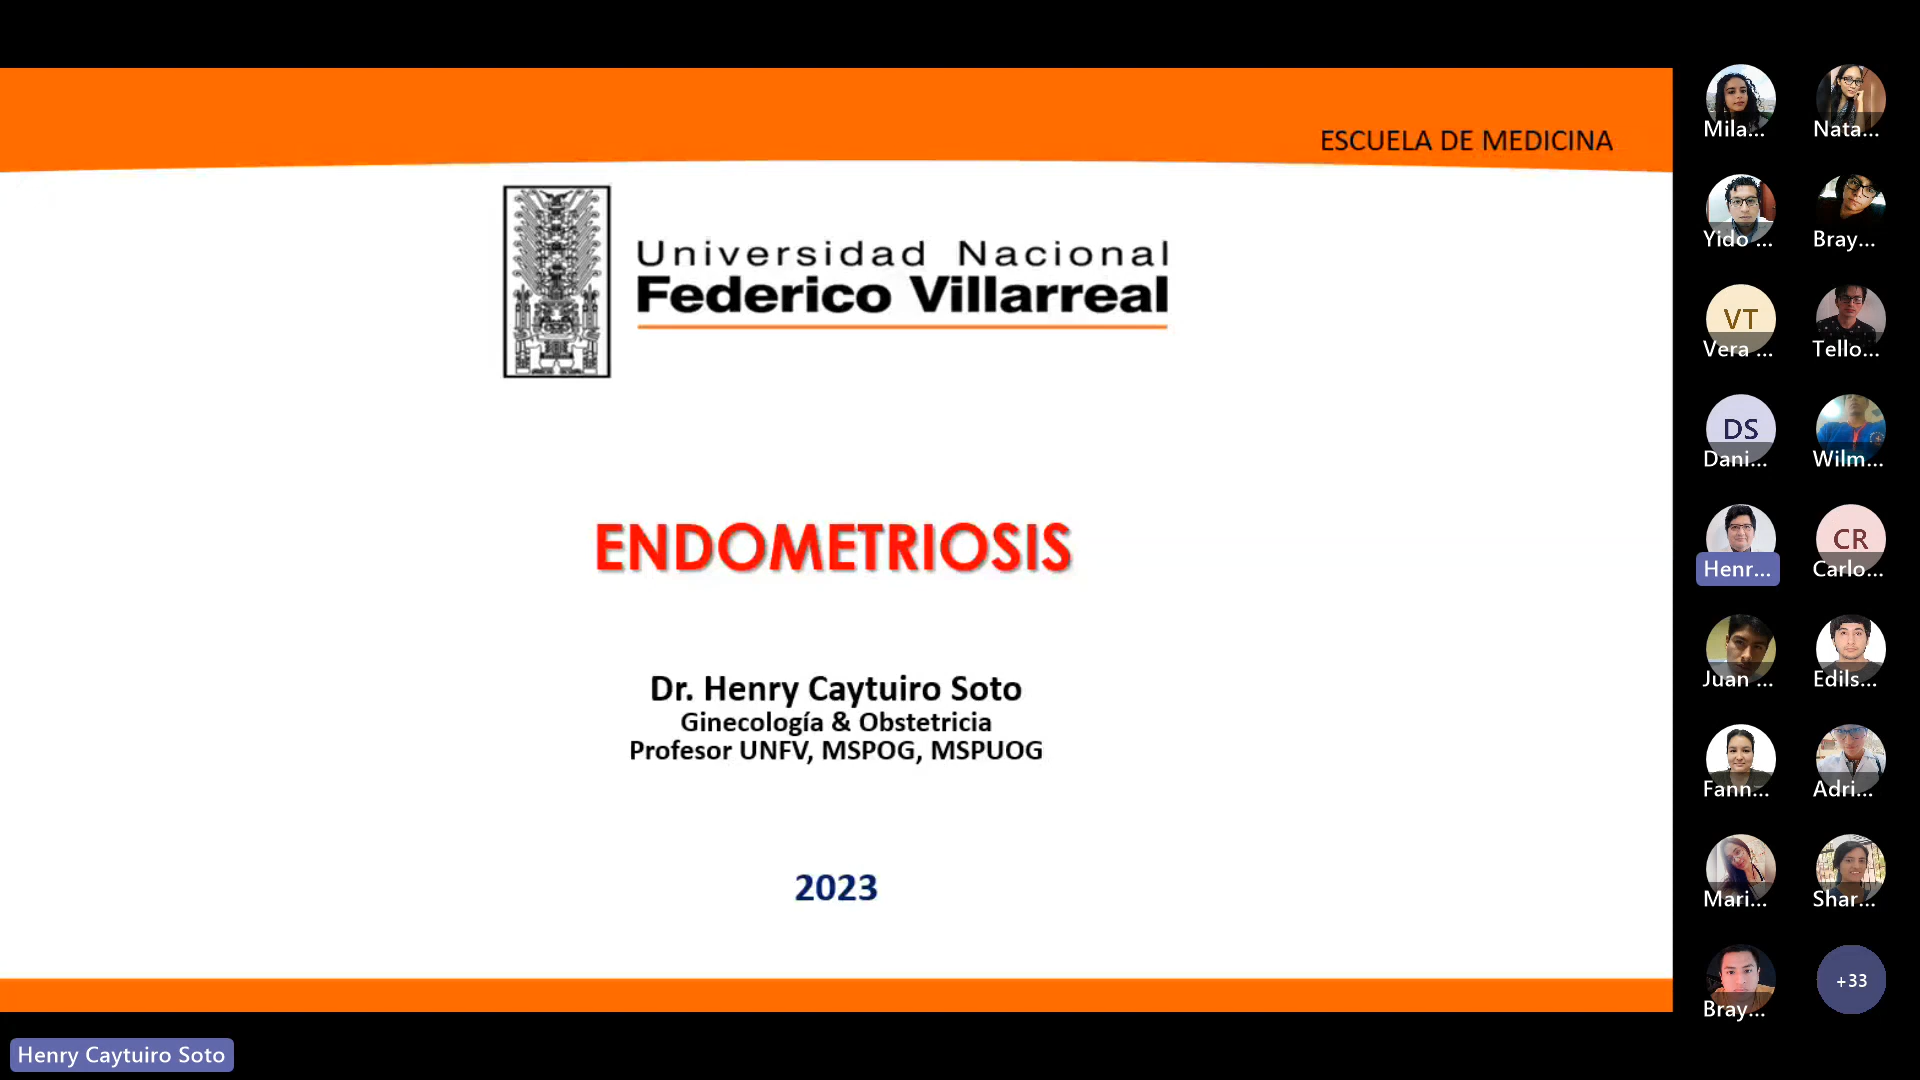 ESCUELA DE MEDICINA
Universidad Nacional
Federico Villarreal
ENDOMETRIOSIS
Dr. Henry Caytuiro Soto
Ginecología & Obstetricia
Profesor UNFV, MSPOG, MSPUOG
2023
Henry Caytuiro Soto
Mila...
Nata...
Yido ...
Bray...
VT
Vera ...
Tello...
DS
Dani...
Wilm...
Henr...
CR
Carlo...
Juan ...
Edils...
Fann...
Adri...
Mari...
Shar...
Bray...
+33